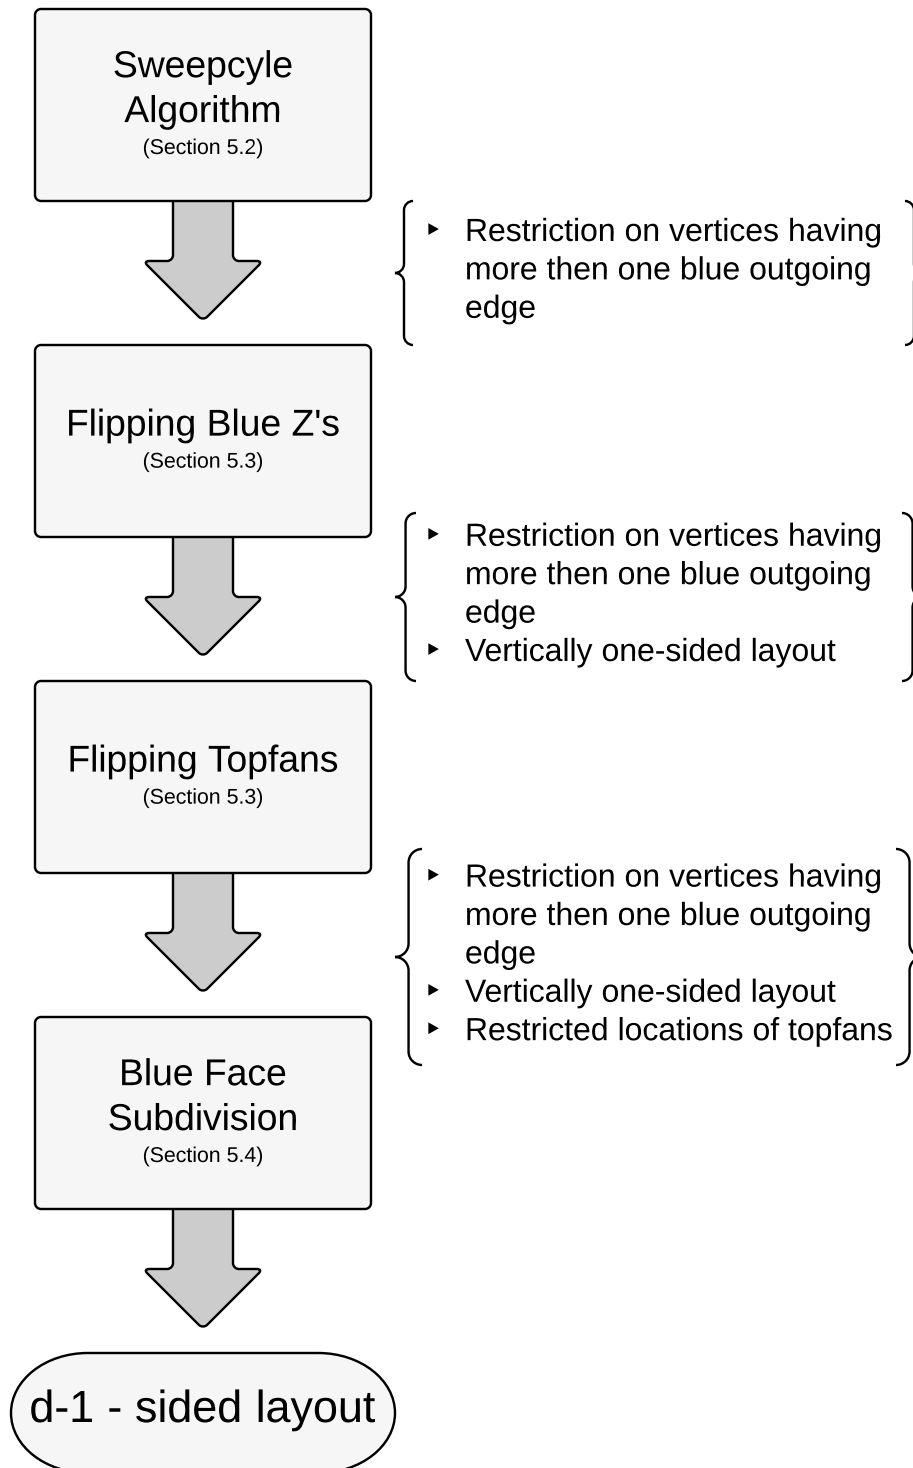 Sweepcyle
Algorithm
(Section 5.2)
Restriction on vertices having
more then one blue outgoing
edge
Flipping Blue Z's
(Section 5.3)
Restriction on vertices having
more then one blue outgoing
edge
Vertically one-sided layout
Flipping Topfans
(Section 5.3)
Restriction on vertices having
more then one blue outgoing
edge
Vertically one-sided layout
Restricted locations of topfans
Blue Face
Subdivision
(Section 5.4)
d-1 - sided layout